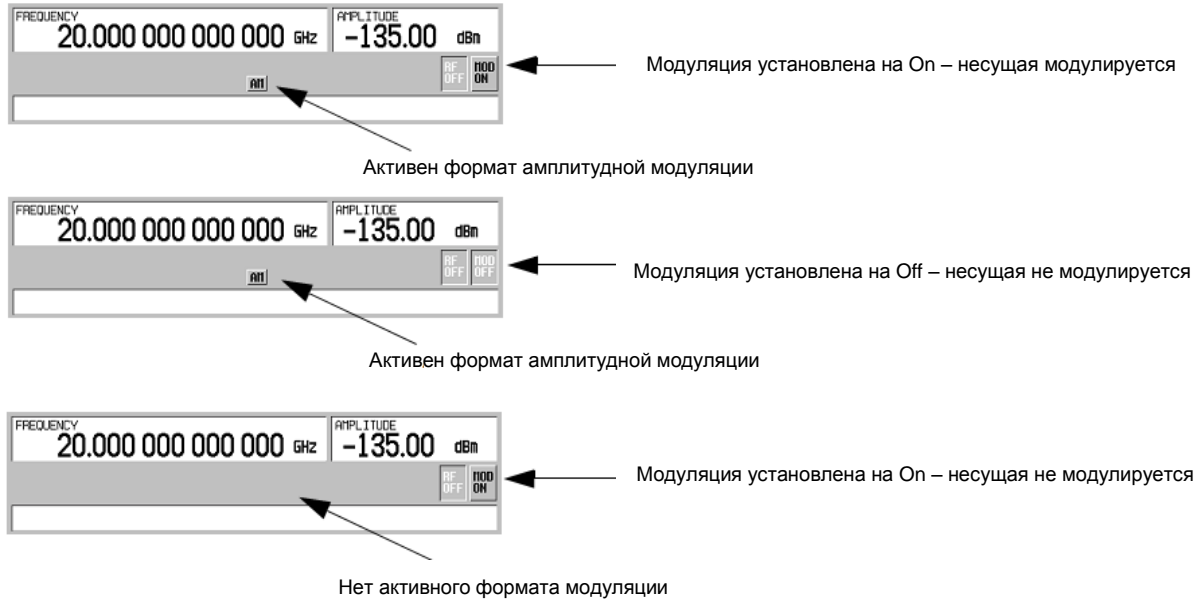 FREQUENCY AMPLITUDE
20.000 000 000 000 GHz -135.00 dBm
RF OFF MOD ON
Модуляция установлена на On – несущая модулируется
AM
Активен формат амплитудной модуляции
FREQUENCY AMPLITUDE
20.000 000 000 000 GHz -135.00 dBm
RF OFF MOD OFF
Модуляция установлена на Off – несущая не модулируется
AM
Активен формат амплитудной модуляции
FREQUENCY AMPLITUDE
20.000 000 000 000 GHz -135.00 dBm
RF OFF MOD ON
Модуляция установлена на On – несущая не модулируется
Нет активного формата модуляции